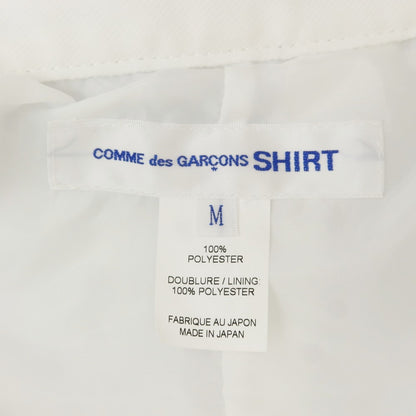 COMME des GARÇONS SHIRT
M
100%
POLYESTER
DOUBLURE / LINING:
100% POLYESTER
FABRIQUE AU JAPON
MADE IN JAPAN